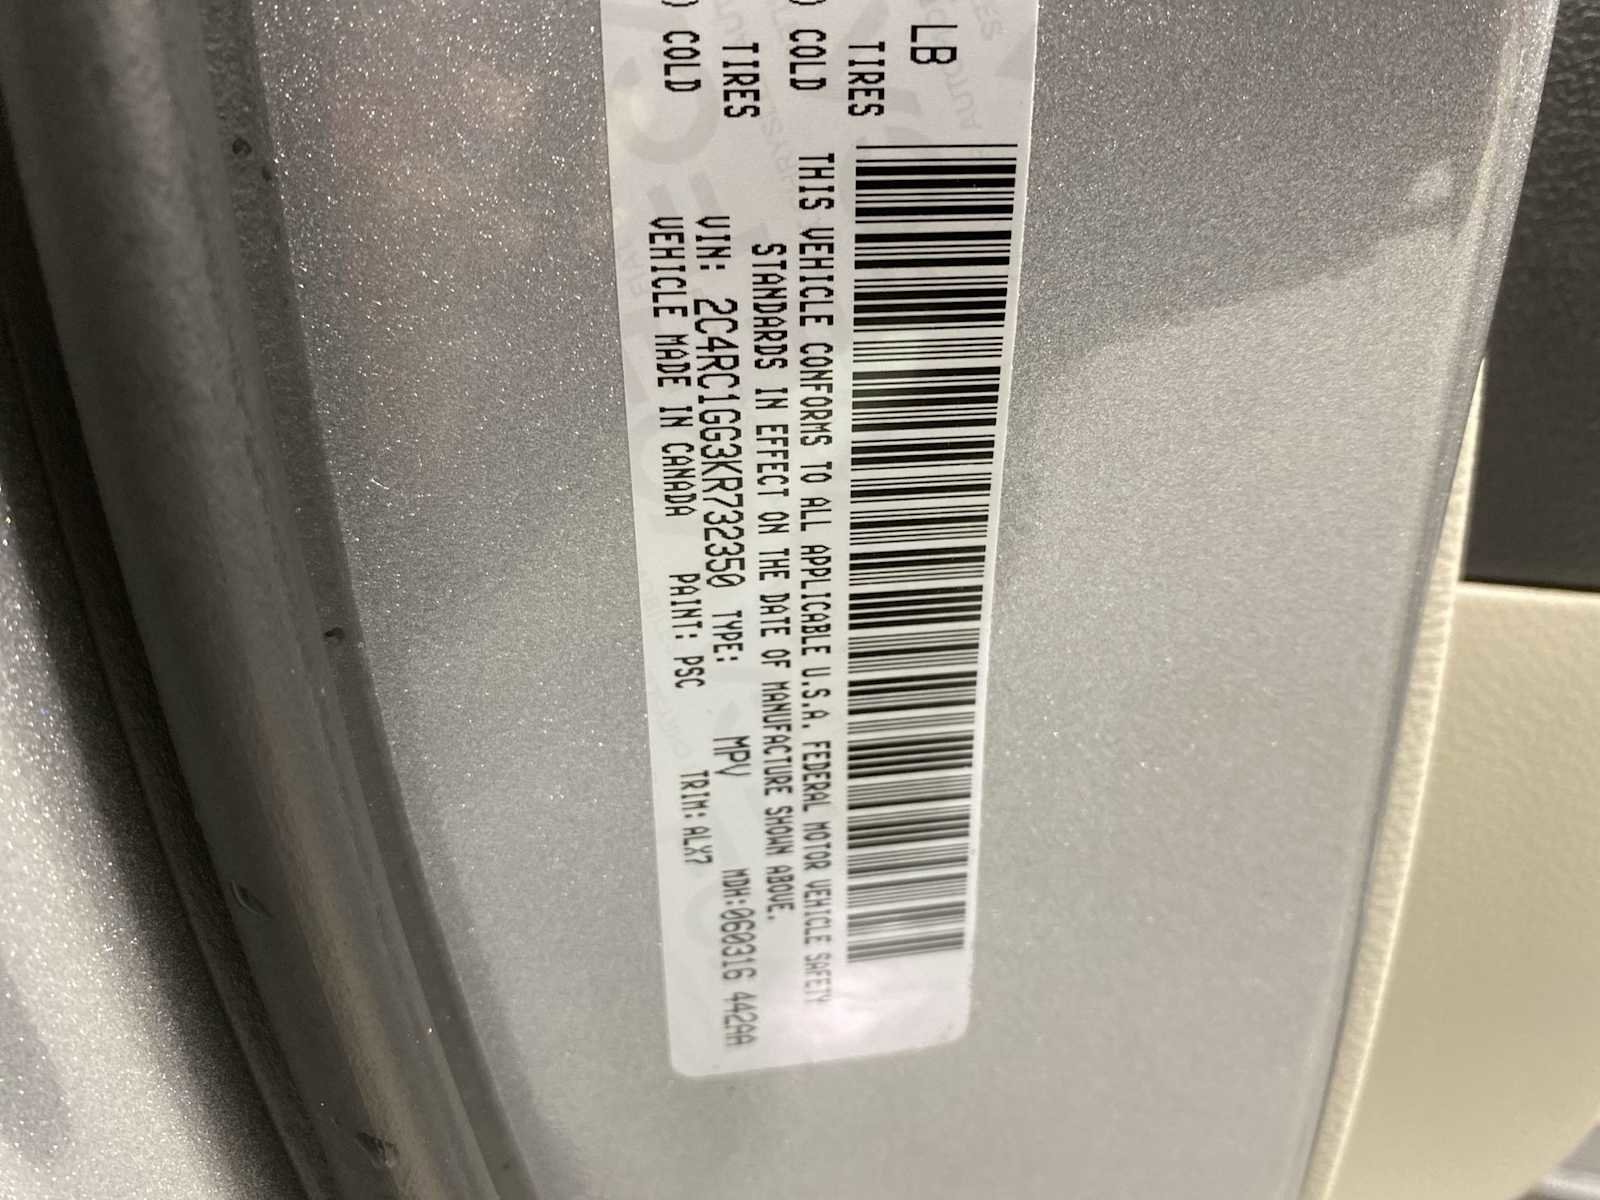 LB
TIRES
) COLD
TIRES
) COLD
THIS VEHICLE CONFORMS TO ALL APPLICABLE U.S.A. FEDERAL MOTOR VEHICLE SAFETY
STANDARDS IN EFFECT ON THE DATE OF MANUFACTURE SHOWN ABOVE.
VIN: 2C4RC1GG3KR732350 TYPE: MPV
VEHICLE MADE IN CANADA PAINT: PSC TRIM: ALX7 MDH: 060316 442AA